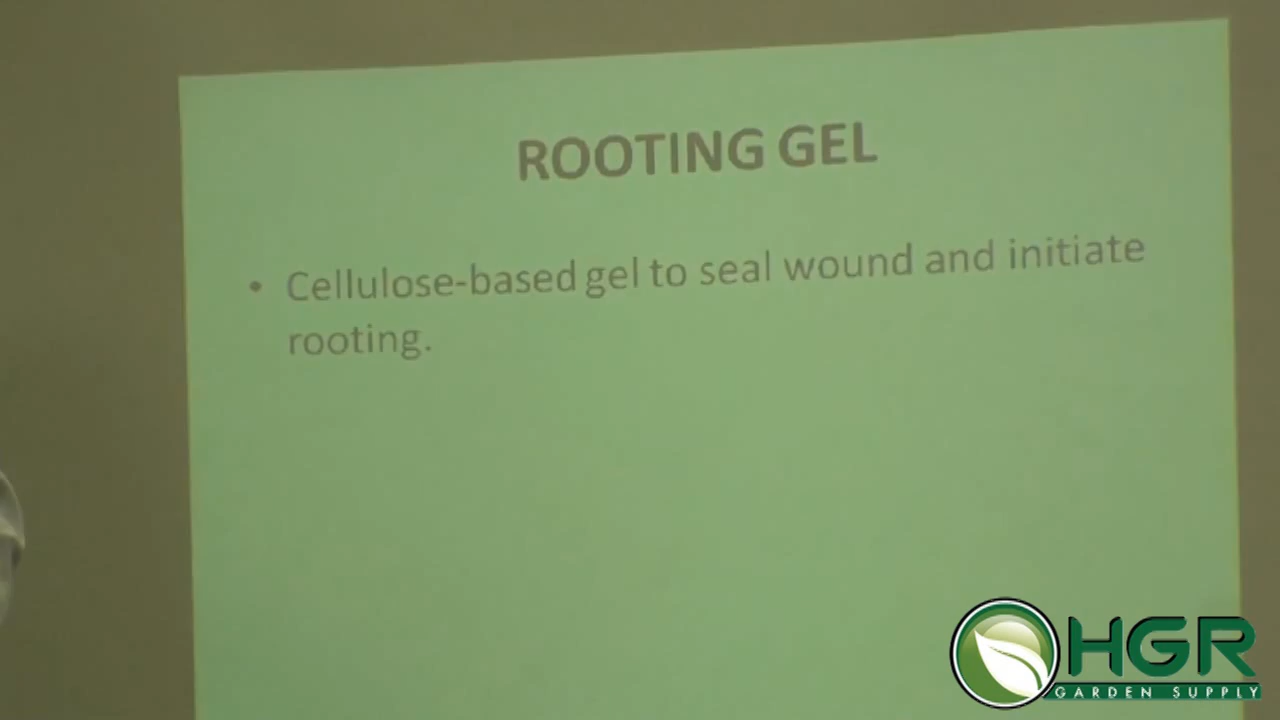 ROOTING GEL
• Cellulose-based gel to seal wound and initiate
rooting.
HGR
GARDEN SUPPLY